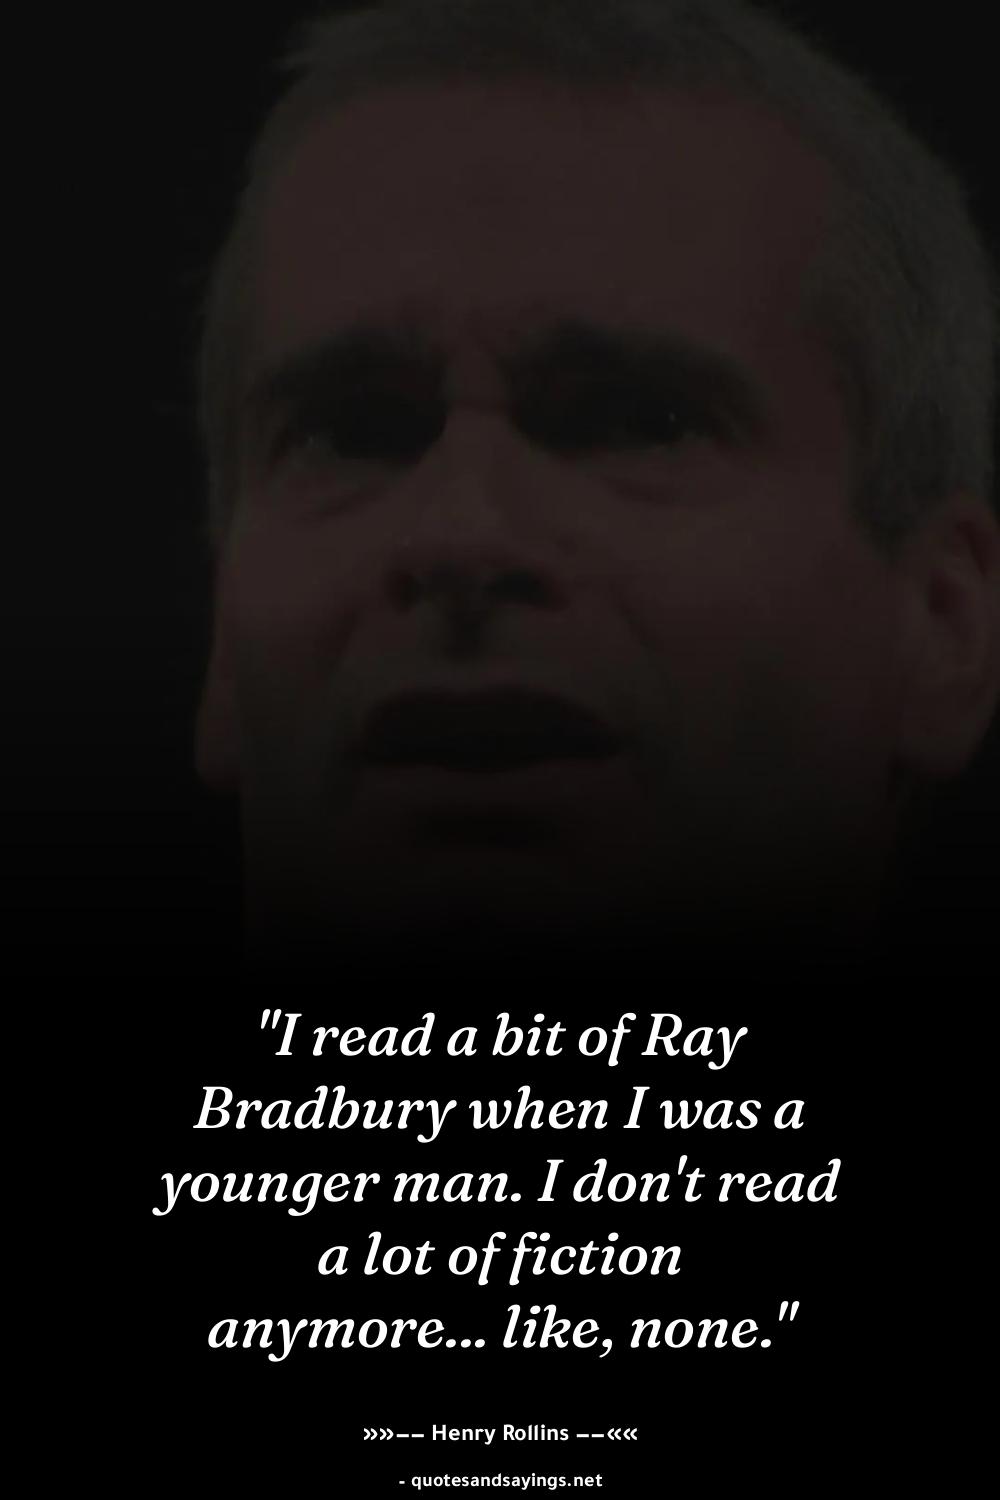 "I read a bit of Ray
Bradbury when I was a
younger man. I don't read
a lot of fiction
anymore... like, none."
»»−− Henry Rollins −−««
- quotesandsayings.net